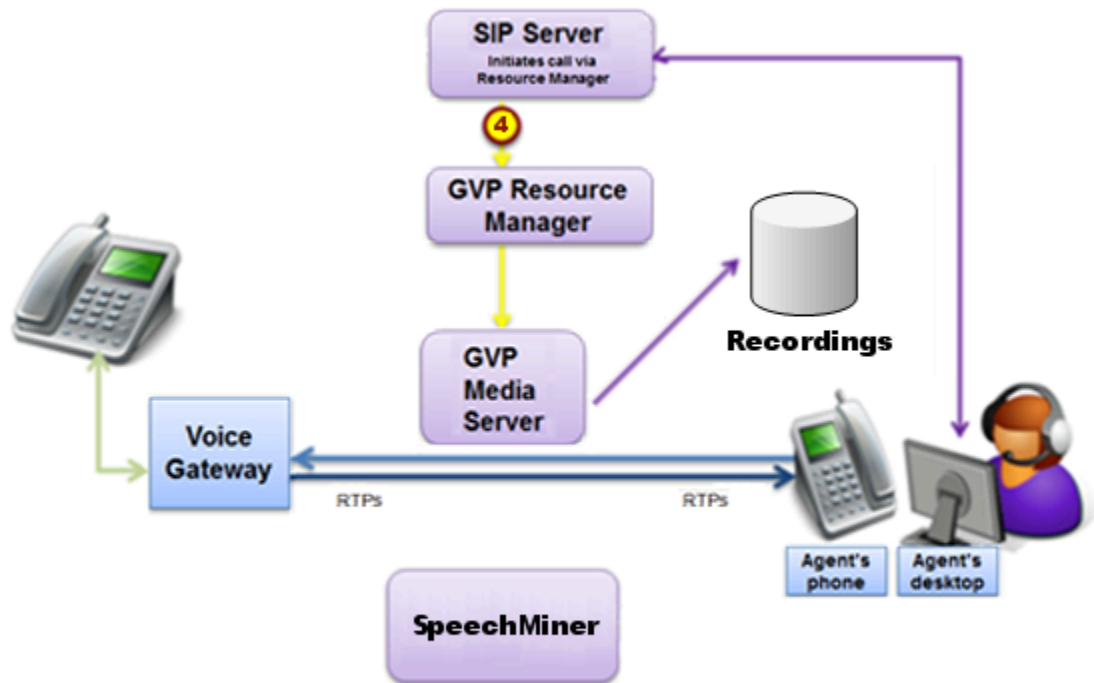 SIP Server
Initiates call via
Resource Manager
4
GVP Resource
Manager
GVP
Media
Server
Recordings
Voice
Gateway
RTPs
RTPs
Agent's
phone
Agent's
desktop
SpeechMiner